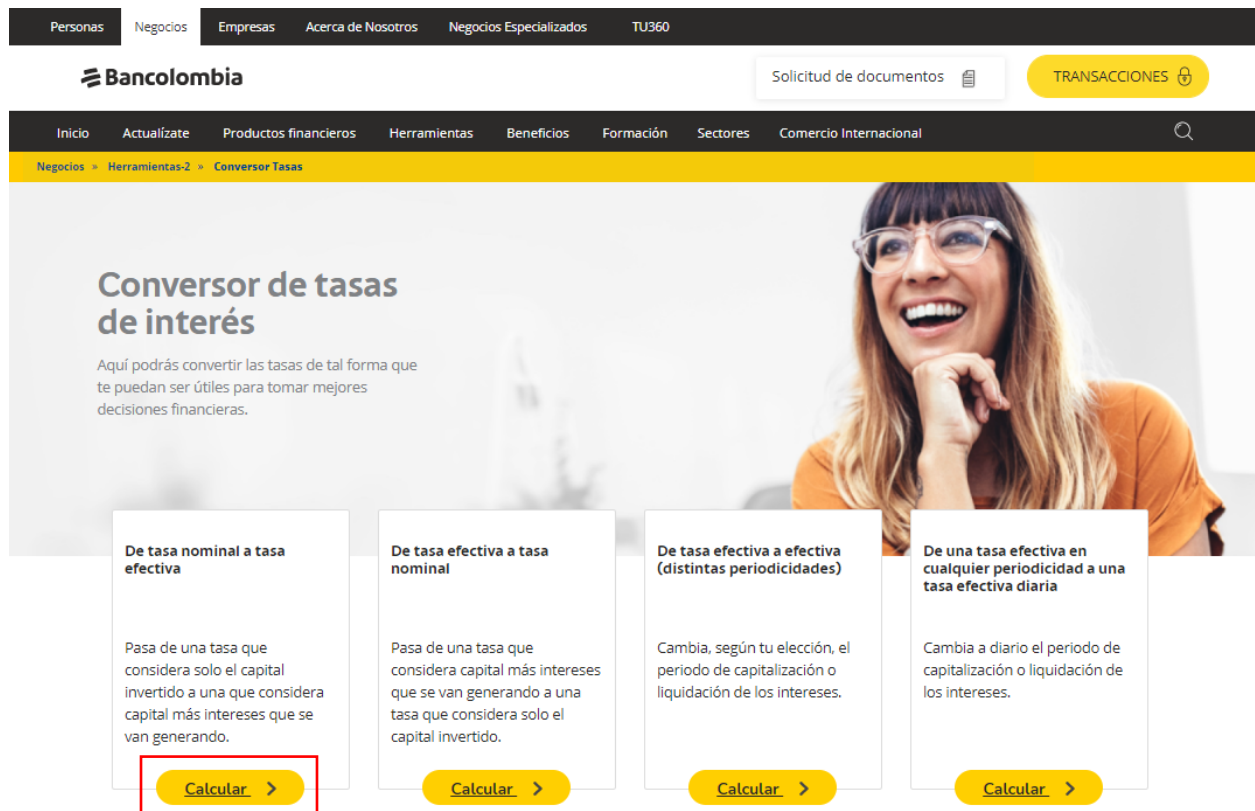 Personas Negocios Empresas Acerca de Nosotros Negocios Especializados TU360
Bancolombia
Solicitud de documentos
TRANSACCIONES
Inicio Actualízate Productos financieros Herramientas Beneficios Formación Sectores Comercio Internacional
Negocios » Herramientas-2 » Conversor Tasas
Conversor de tasas
de interés
Aquí podrás convertir las tasas de tal forma que
te puedan ser útiles para tomar mejores
decisiones financieras.
De tasa nominal a tasa
efectiva
Pasa de una tasa que
considera solo el capital
invertido a una que considera
capital más intereses que se
van generando.
Calcular
De tasa efectiva a tasa
nominal
Pasa de una tasa que
considera capital más intereses
que se van generando a una
tasa que considera solo el
capital invertido.
Calcular
De tasa efectiva a efectiva
(distintas periodicidades)
Cambia, según tu elección, el
periodo de capitalización o
liquidación de los intereses.
Calcular
De una tasa efectiva en
cualquier periodicidad a una
tasa efectiva diaria
Cambia a diario el periodo de
capitalización o liquidación de
los intereses.
Calcular